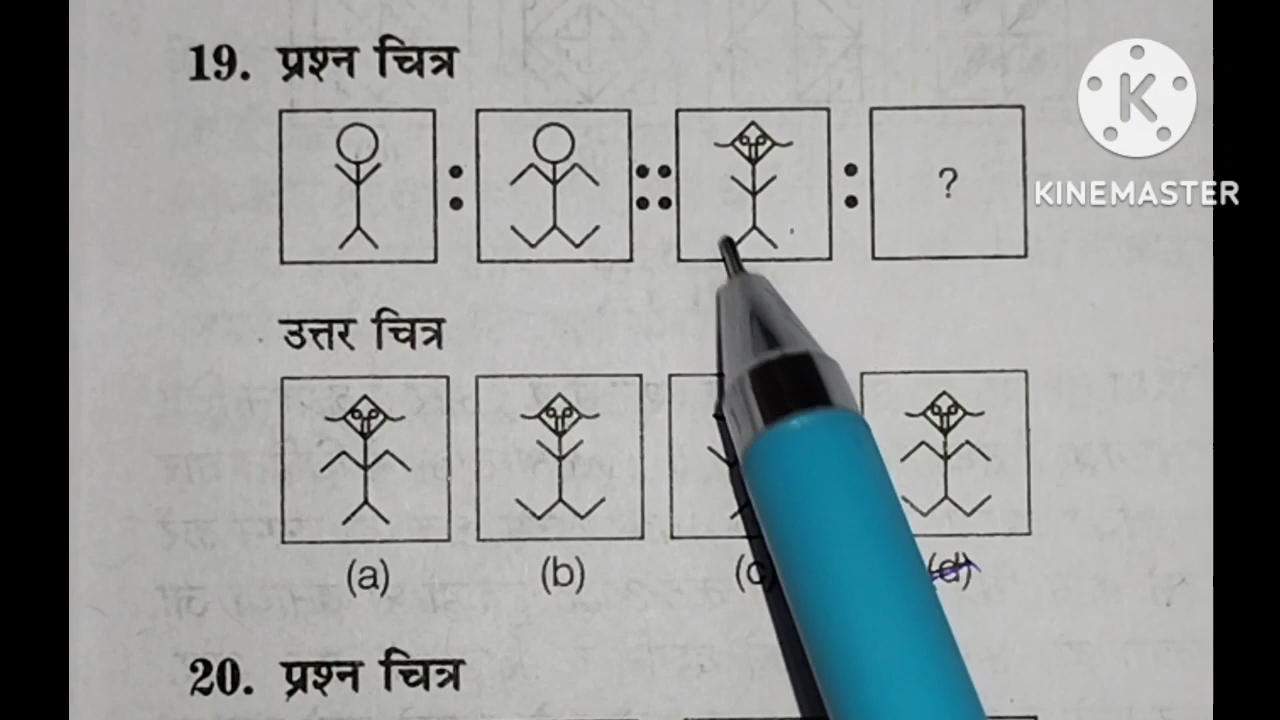 19. प्रश्न चित्र
K
KINEMASTER
?
उत्तर चित्र
(a) (b) (c) (d)
20. प्रश्न चित्र